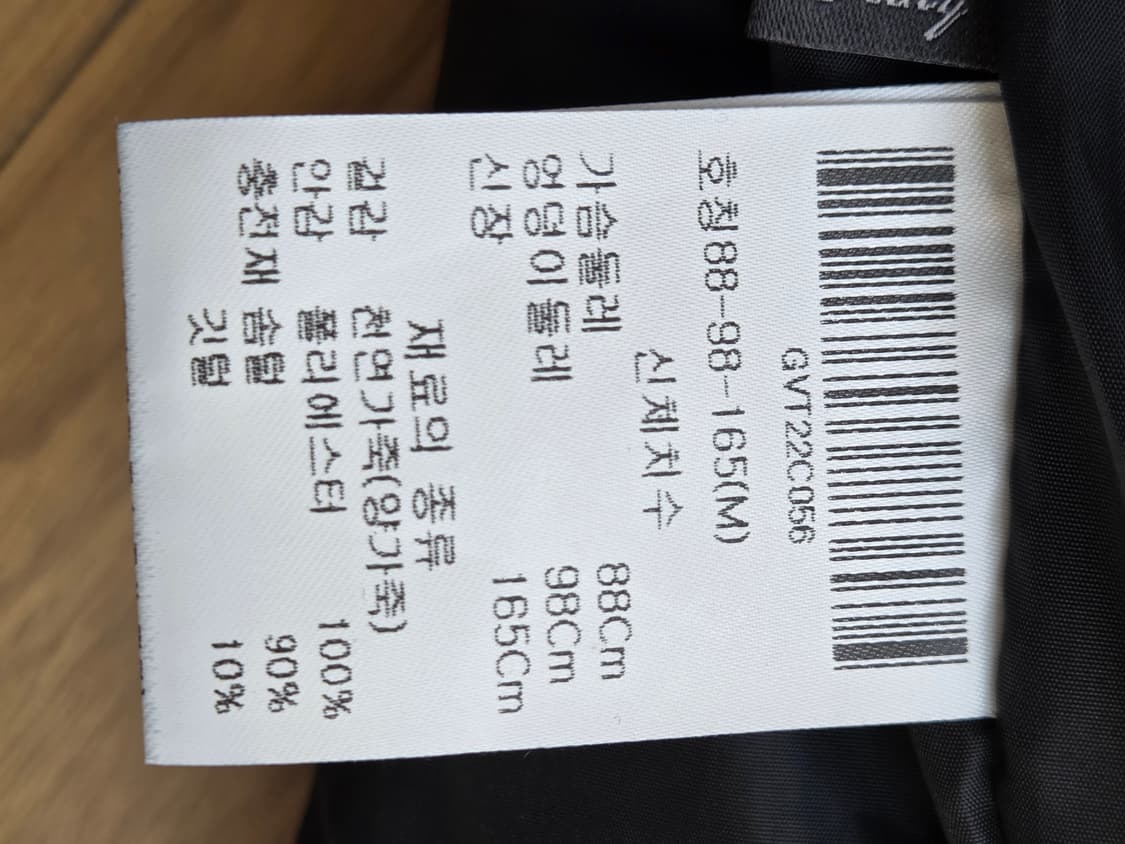 GVT22C056
호칭88-98-165(M)
신체치수
가슴둘레 88Cm
엉덩이둘레 98Cm
신장 165Cm
재료의 종류
겉감 천연가죽(양가죽)
안감 폴리에스터 100%
충전재 솜털 90%
깃털 10%